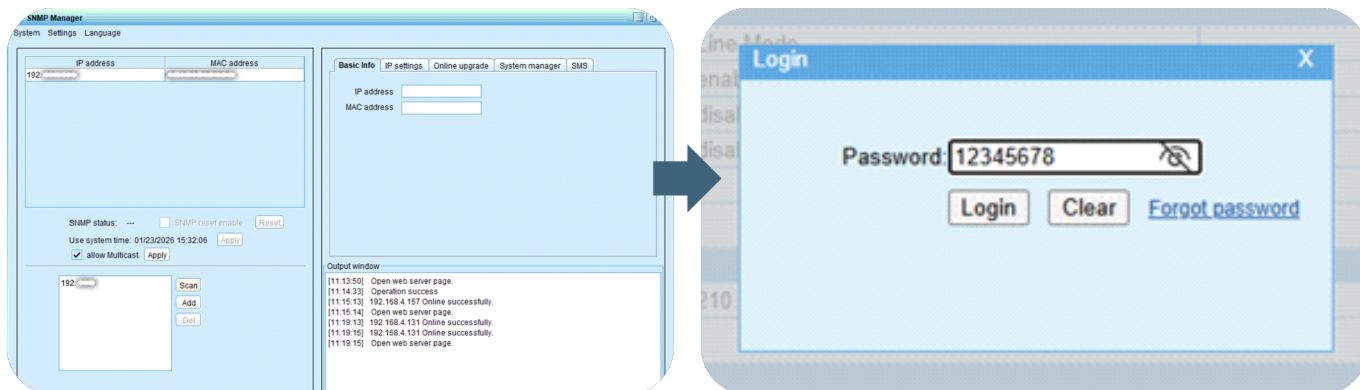 SNMP Manager
System Settings Language
IP address MAC address
192.
SNMP status: --- SNMP reset enable Reset
Use system time: 01/23/2026 15:32:06 Apply
allow Multicast Apply
192.
Scan
Add
Del
Basic Info IP settings Online upgrade System manager SMS
IP address
MAC address
Output window
[11:13:50] Open web server page.
[11:14:33] Operation success
[11:15:13] 192.168.4.157 Online successfully.
[11:15:14] Open web server page.
[11:19:13] 192.168.4.131 Online successfully.
[11:19:15] 192.168.4.131 Online successfully.
[11:19:15] Open web server page.
Line Mode
Login X
Password: 12345678
Login Clear Forgot password
210.